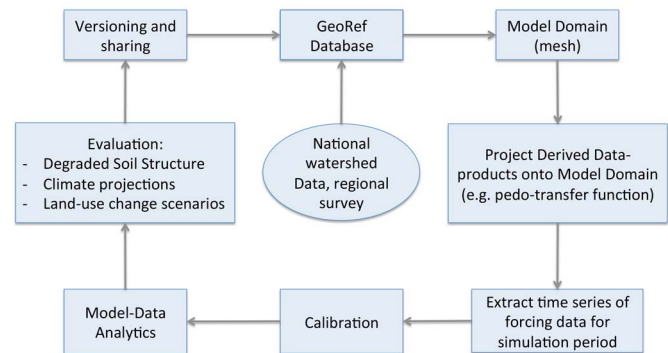 Versioning and
sharing
GeoRef
Database
Model Domain
(mesh)
Evaluation:
- Degraded Soil Structure
- Climate projections
- Land-use change scenarios
National
watershed
Data, regional
survey
Project Derived Data-
products onto Model Domain
(e.g. pedo-transfer function)
Model-Data
Analytics
Calibration
Extract time series of
forcing data for
simulation period